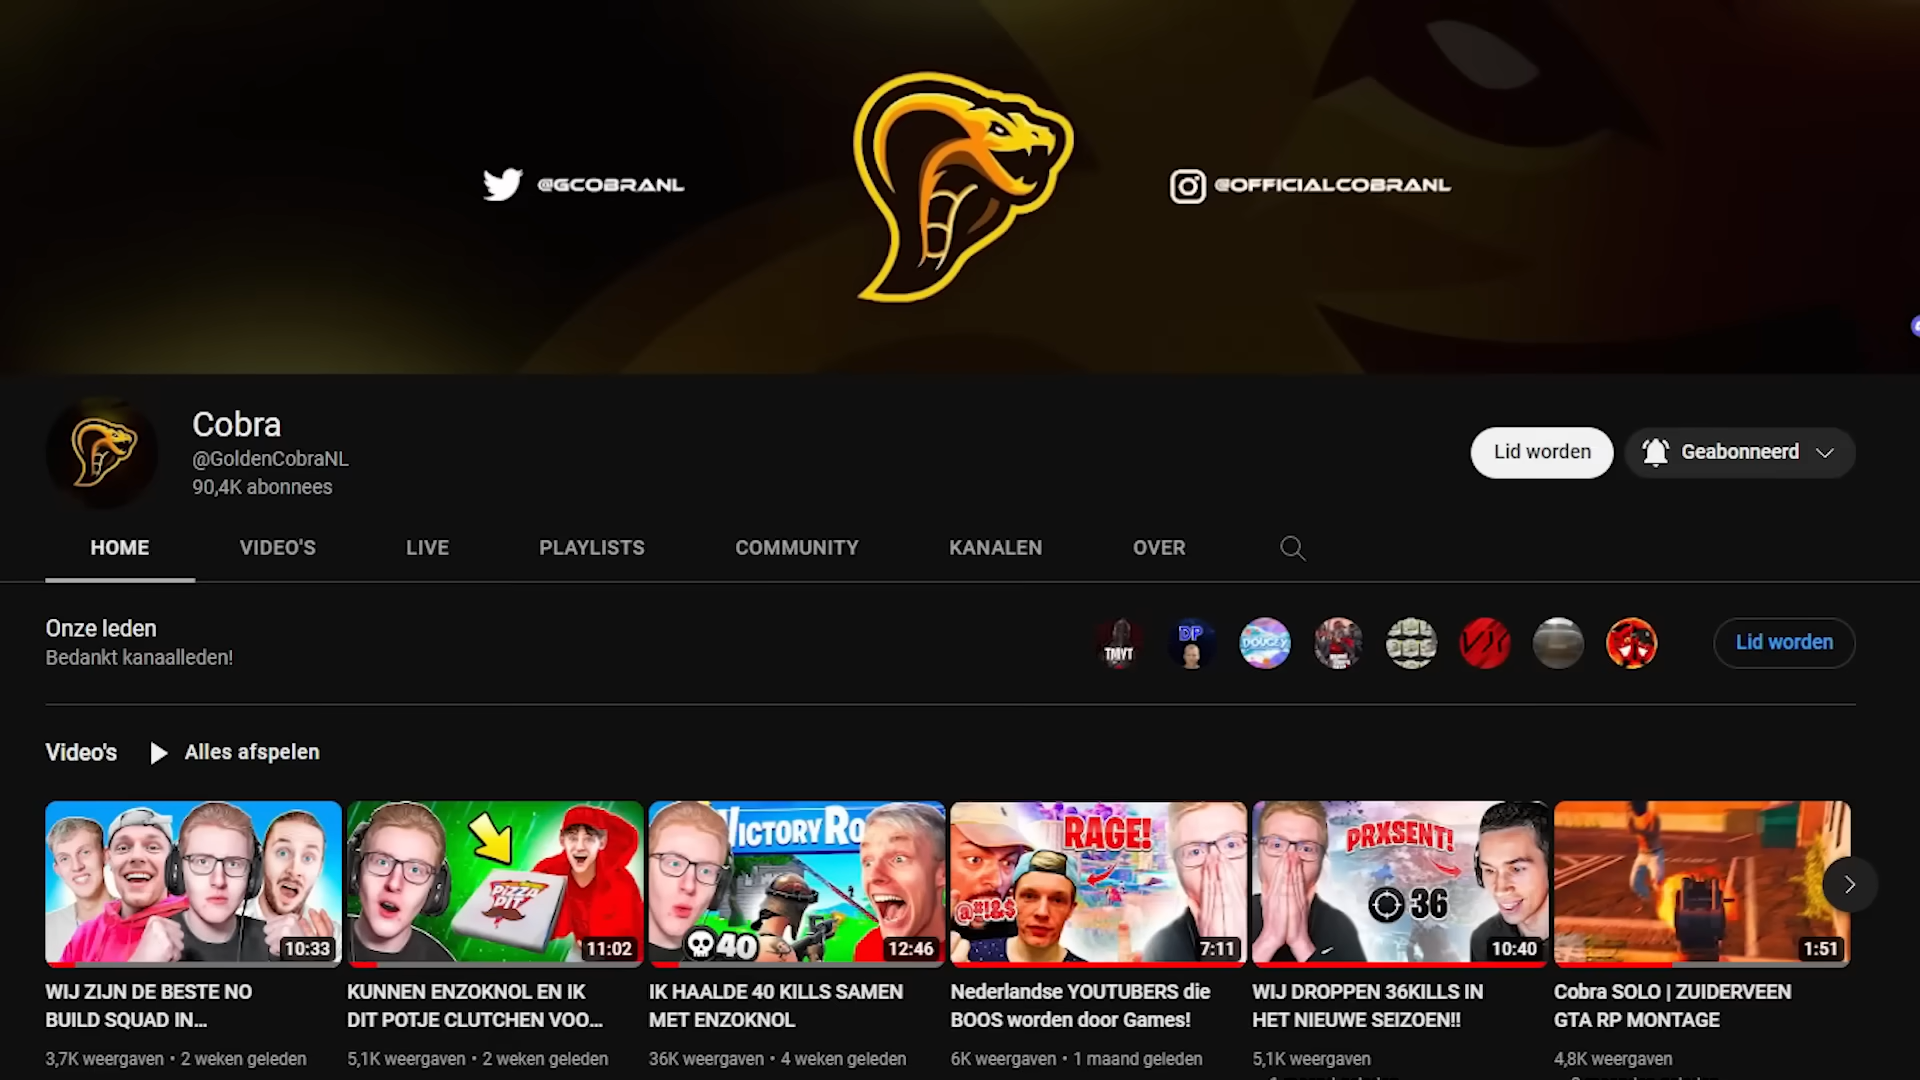 @GCOBRANL
@OFFICIALCOBRANL
Cobra
@GoldenCobraNL
90,4K abonnees
Lid worden
Geabonneerd
HOME
VIDEO'S
LIVE
PLAYLISTS
COMMUNITY
KANALEN
OVER
Onze leden
Bedankt kanaalleden!
TMYT
DP
DOUGZY
Lid worden
Video's
Alles afspelen
10:33
PIZZA
PIT
11:02
VICTORY RO
40
12:46
RAGE!
@#!&$
7:11
PRXSENT!
36
10:40
1:51
WIJ ZIJN DE BESTE NO
BUILD SQUAD IN...
3,7K weergaven • 2 weken geleden
KUNNEN ENZOKNOL EN IK
DIT POTJE CLUTCHEN VOO...
5,1K weergaven • 2 weken geleden
IK HAALDE 40 KILLS SAMEN
MET ENZOKNOL
36K weergaven • 4 weken geleden
Nederlandse YOUTUBERS die
BOOS worden door Games!
6K weergaven • 1 maand geleden
WIJ DROPPEN 36KILLS IN
HET NIEUWE SEIZOEN!!
5,1K weergaven
Cobra SOLO | ZUIDERVEEN
GTA RP MONTAGE
4,8K weergaven